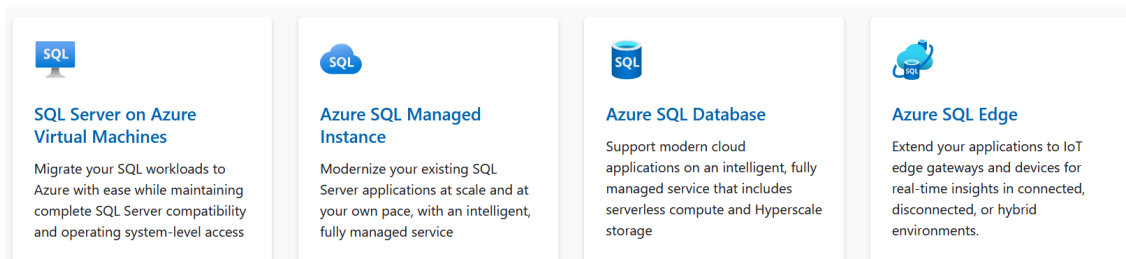 SQL
SQL Server on Azure
Virtual Machines
Migrate your SQL workloads to
Azure with ease while maintaining
complete SQL Server compatibility
and operating system-level access
SQL
Azure SQL Managed
Instance
Modernize your existing SQL
Server applications at scale and at
your own pace, with an intelligent,
fully managed service
SQL
Azure SQL Database
Support modern cloud
applications on an intelligent, fully
managed service that includes
serverless compute and Hyperscale
storage
SQL
Azure SQL Edge
Extend your applications to IoT
edge gateways and devices for
real-time insights in connected,
disconnected, or hybrid
environments.